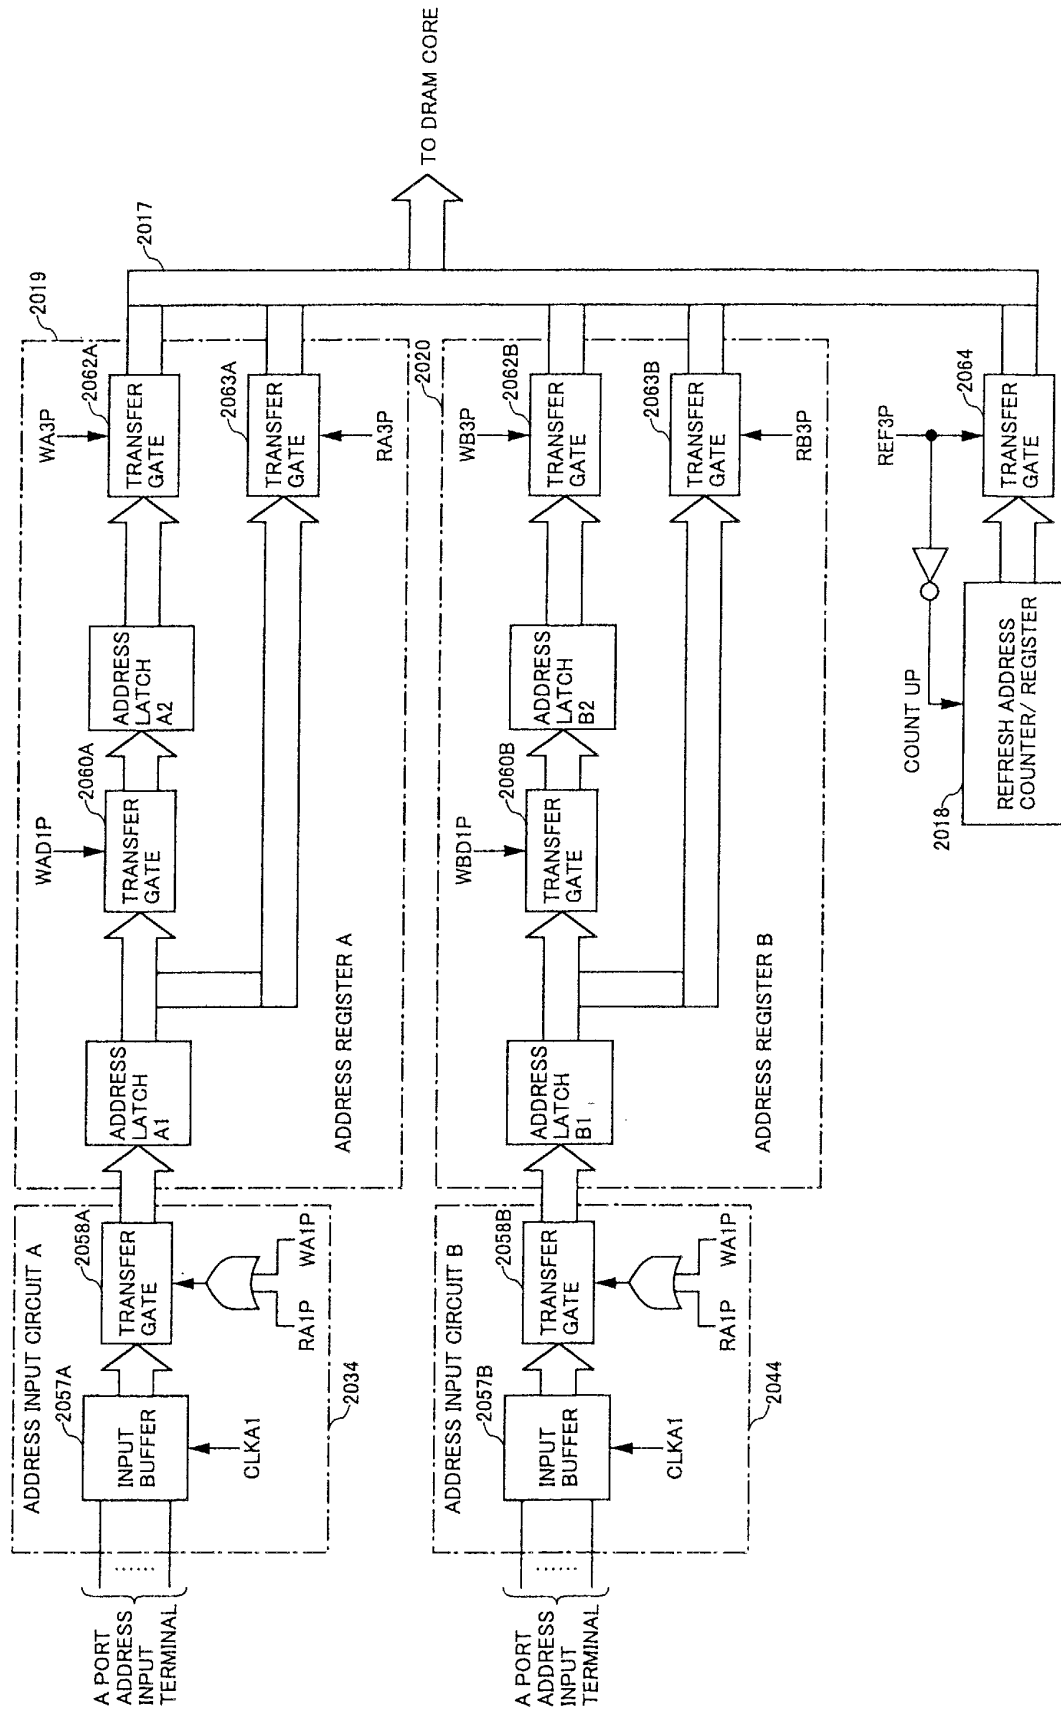 A PORT
ADDRESS
INPUT
TERMINAL
ADDRESS INPUT CIRCUIT A
2057A
INPUT
BUFFER
CLKA1
2034
2058A
TRANSFER
GATE
RA1P
WA1P
ADDRESS
LATCH
A1
ADDRESS REGISTER A
WAD1P
2060A
TRANSFER
GATE
ADDRESS
LATCH
A2
WA3P
2062A
TRANSFER
GATE
2063A
TRANSFER
GATE
RA3P
2019
2017
TO DRAM CORE
A PORT
ADDRESS
INPUT
TERMINAL
ADDRESS INPUT CIRCUIT B
2057B
INPUT
BUFFER
CLKA1
2044
2058B
TRANSFER
GATE
RA1P
WA1P
ADDRESS
LATCH
B1
ADDRESS REGISTER B
WBD1P
2060B
TRANSFER
GATE
ADDRESS
LATCH
B2
WB3P
2020
2062B
TRANSFER
GATE
2063B
TRANSFER
GATE
RB3P
COUNT UP
2018
REFRESH ADDRESS
COUNTER/ REGISTER
REF3P
2064
TRANSFER
GATE